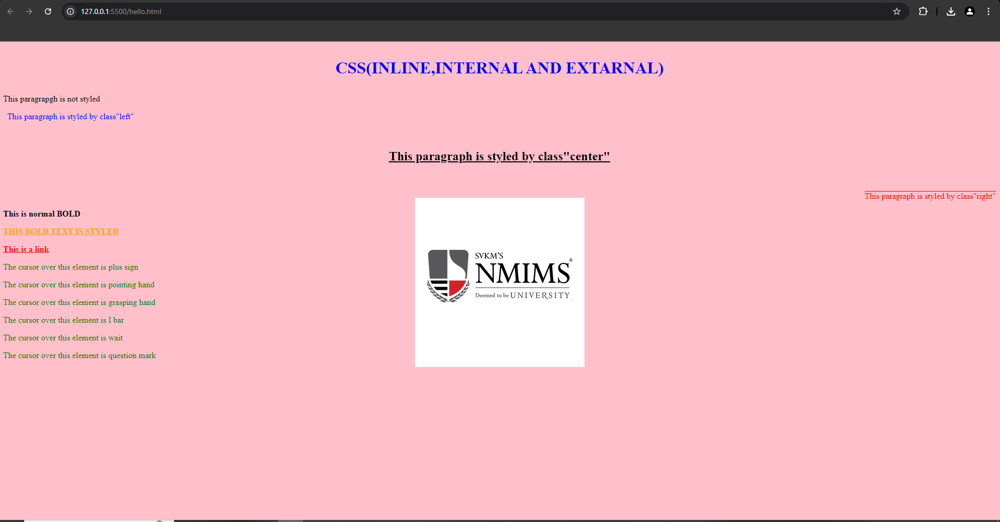 127.0.0.1:5500/hello.html
CSS(INLINE,INTERNAL AND EXTARNAL)
This paragrapgh is not styled
This paragraph is styled by class"left"
This paragraph is styled by class"center"
This paragraph is styled by class"right"
This is normal BOLD
THIS BOLD TEXT IS STYLED
This is a link
The cursor over this element is plus sign
The cursor over this element is pointing hand
The cursor over this element is grasping hand
The cursor over this element is I bar
The cursor over this element is wait
The cursor over this element is question mark
SVKM'S
NMIMS®
Deemed to be UNIVERSITY